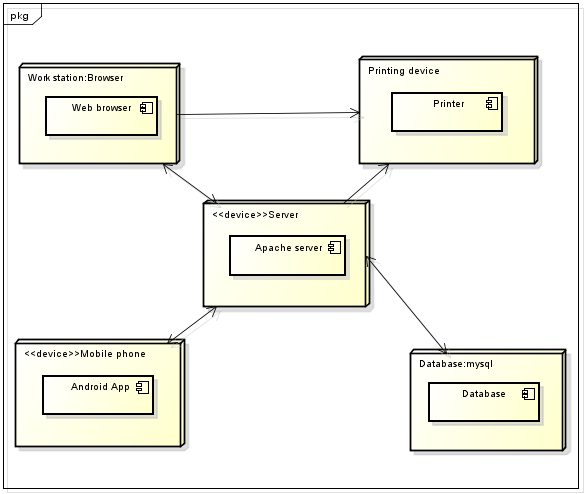 pkg
Work station:Browser
Web browser
Printing device
Printer
<<device>>Server
Apache server
<<device>>Mobile phone
Android App
Database:mysql
Database